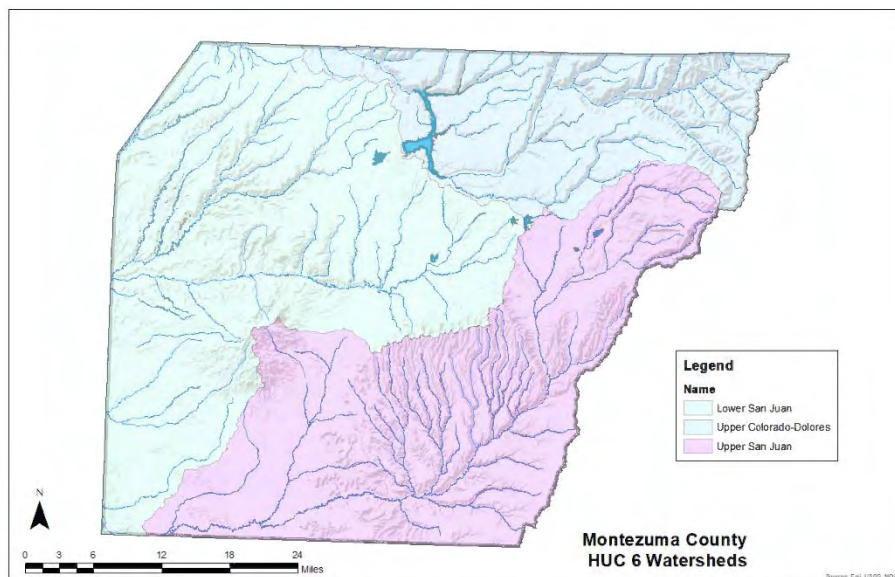 Legend
Name
Lower San Juan
Upper Colorado-Dolores
Upper San Juan
N
0 3 6 12 18 24
Miles
Montezuma County
HUC 6 Watersheds